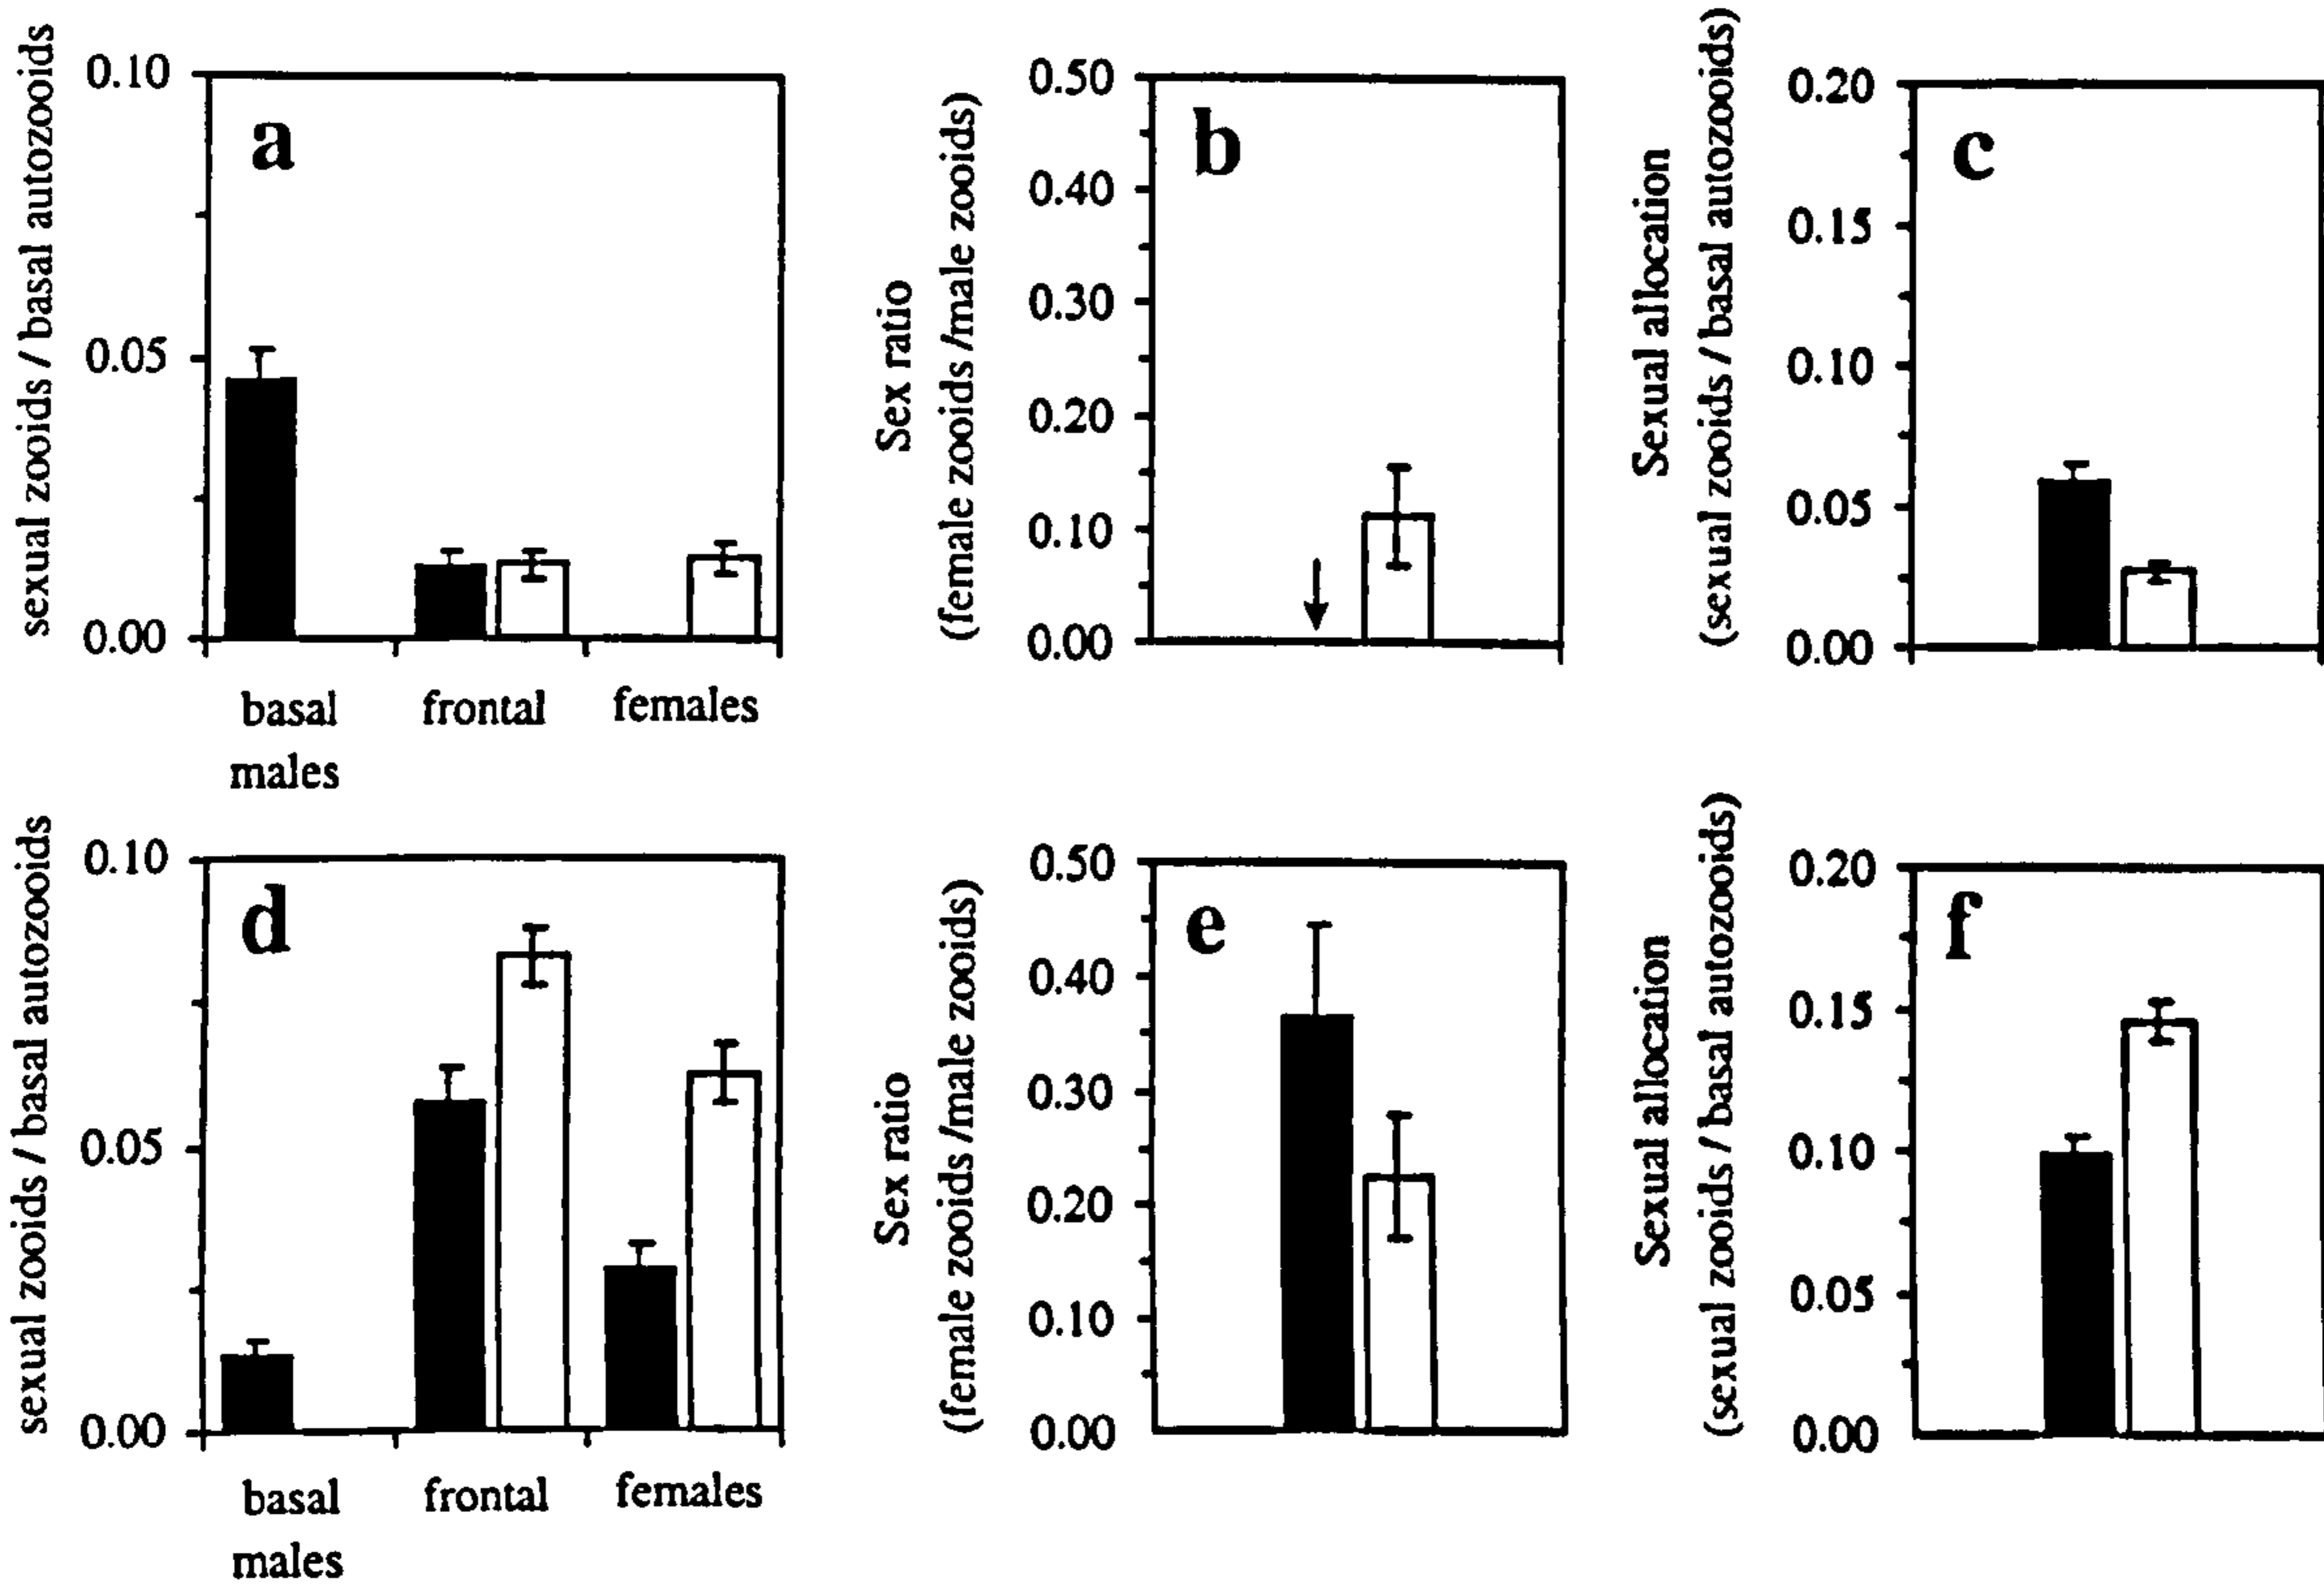 sexual zooids / basal autozooids
0.10
0.05
0.00
a
basal
males
frontal
females
Sex ratio
(female zooids /male zooids)
0.50
0.40
0.30
0.20
0.10
0.00
b
Sexual allocation
(sexual zooids / basal autozooids)
0.20
0.15
0.10
0.05
0.00
c
sexual zooids / basal autozooids
0.10
0.05
0.00
d
basal
males
frontal
females
Sex ratio
(female zooids /male zooids)
0.50
0.40
0.30
0.20
0.10
0.00
e
Sexual allocation
(sexual zooids / basal autozooids)
0.20
0.15
0.10
0.05
0.00
f